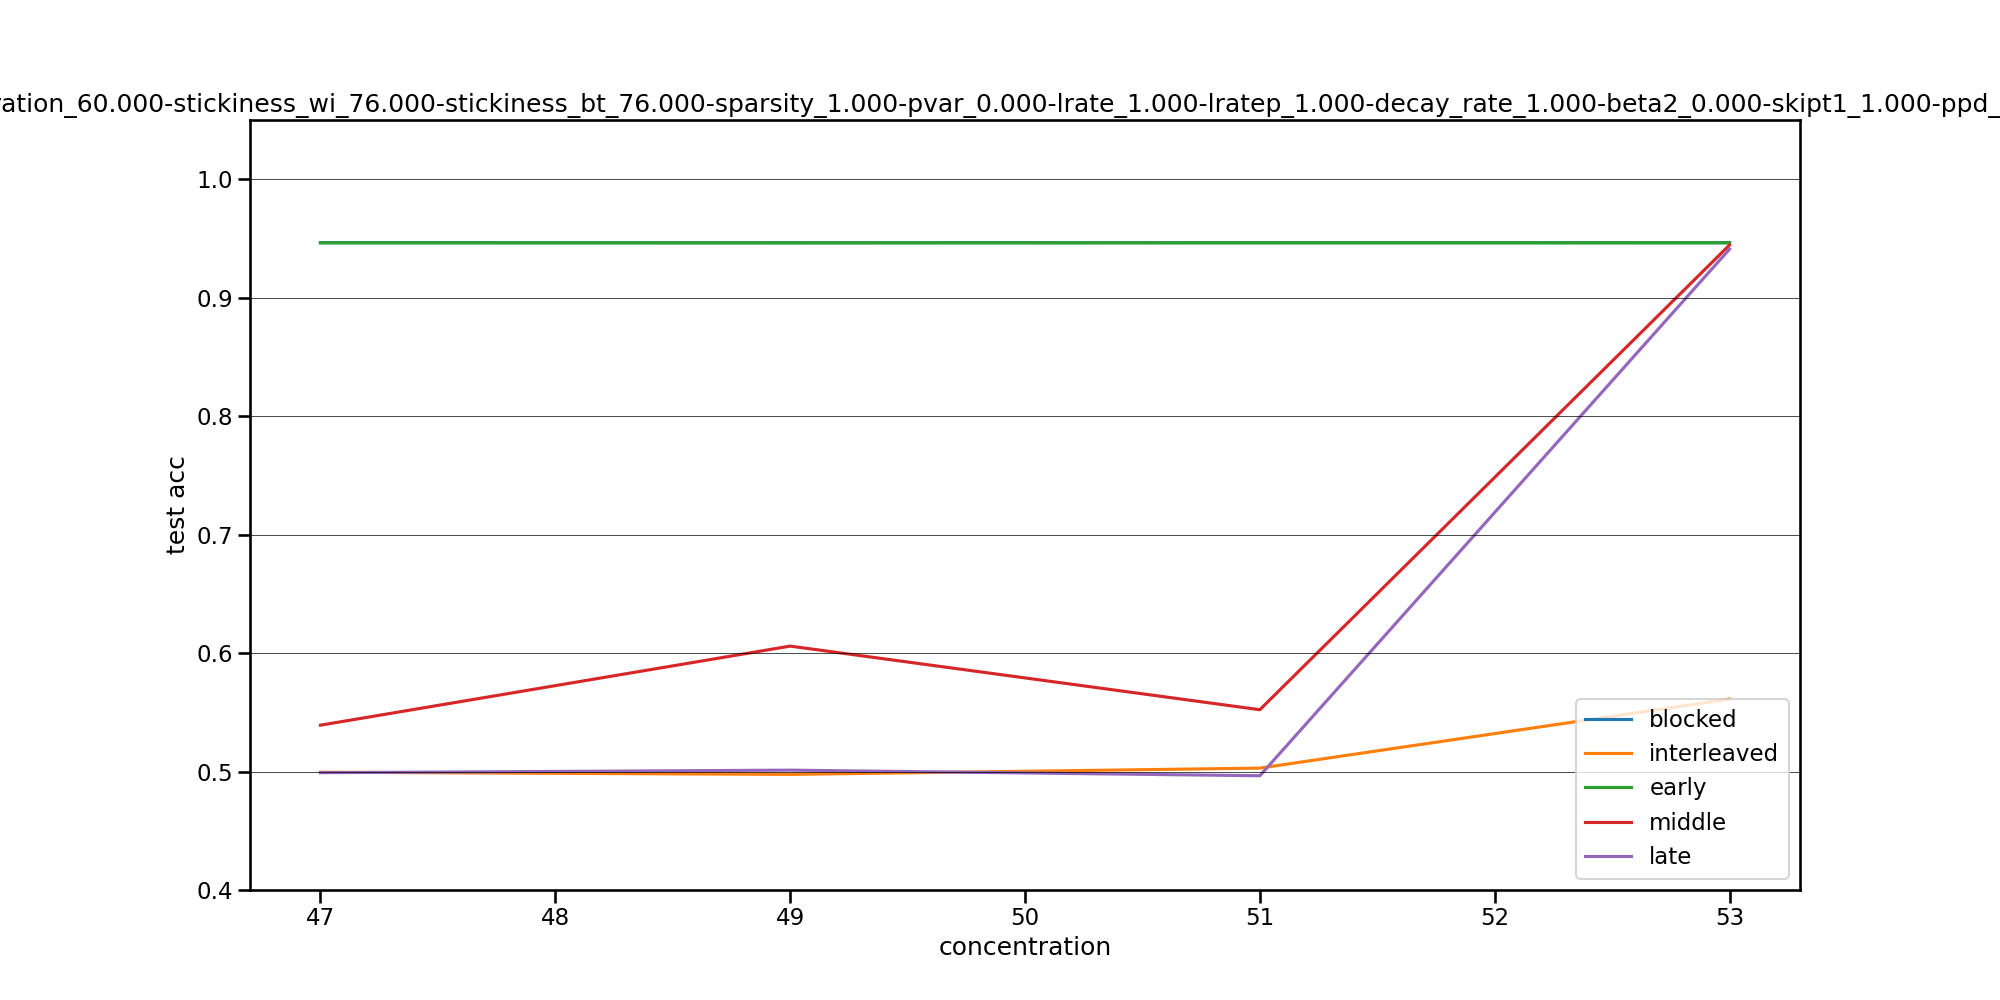 ration_60.000-stickiness_wi_76.000-stickiness_bt_76.000-sparsity_1.000-pvar_0.000-lrate_1.000-lratep_1.000-decay_rate_1.000-beta2_0.000-skipt1_1.000-ppd_
1.0
0.9
0.8
0.7
0.6
0.5
0.4
test acc
47 48 49 50 51 52 53
concentration
blocked
interleaved
early
middle
late